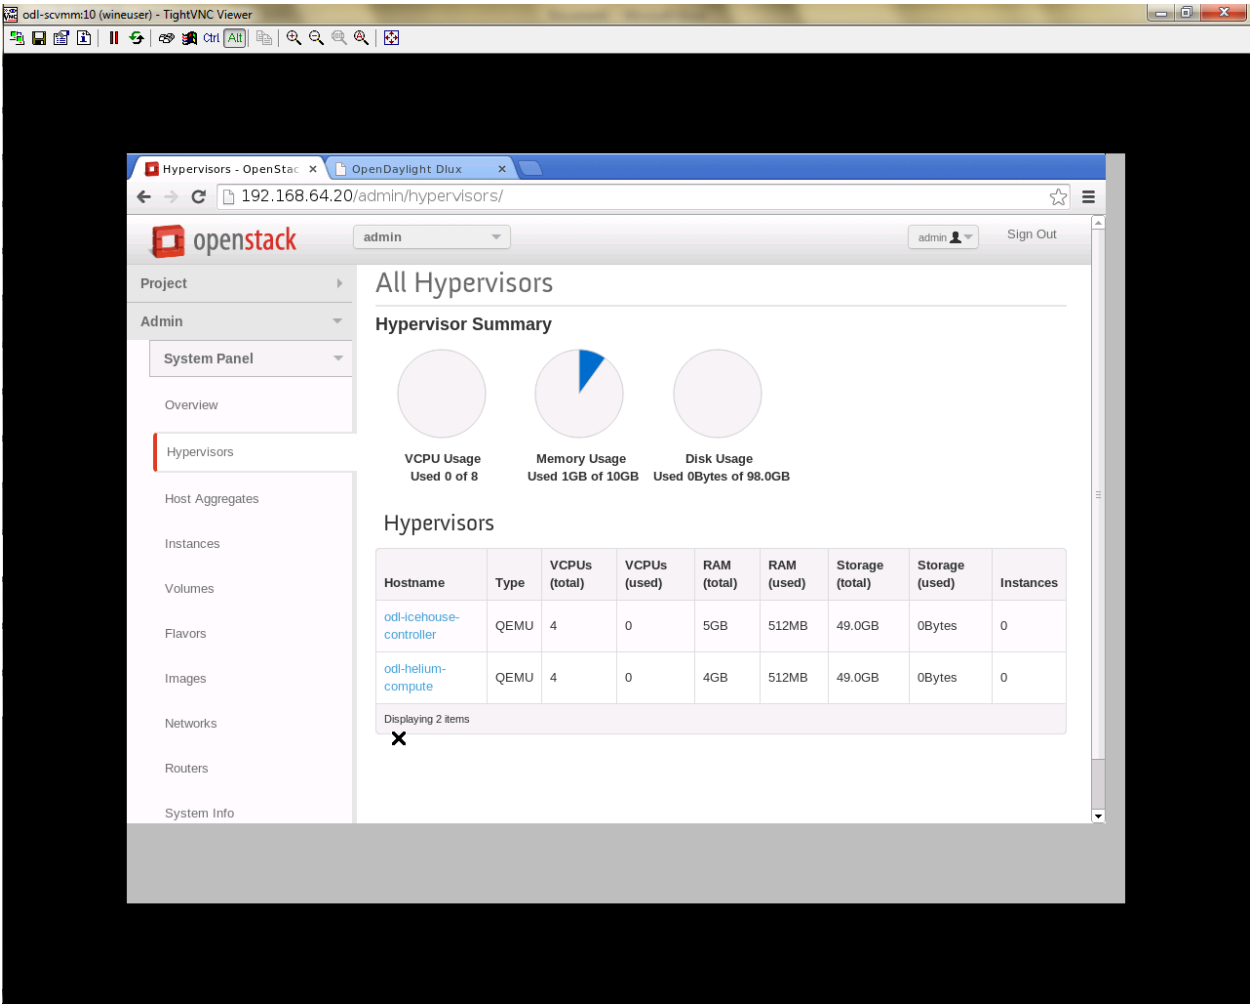 odl-scvmm:10 (wineuser) - TightVNC Viewer
Ctrl Alt
Hypervisors - OpenStac
OpenDaylight Dlux
192.168.64.20/admin/hypervisors/
openstack
admin
admin
Sign Out
Project
Admin
System Panel
Overview
Hypervisors
Host Aggregates
Instances
Volumes
Flavors
Images
Networks
Routers
System Info
All Hypervisors
Hypervisor Summary
VCPU Usage
Used 0 of 8
Memory Usage
Used 1GB of 10GB
Disk Usage
Used 0Bytes of 98.0GB
Hypervisors
Hostname Type VCPUs (total) VCPUs (used) RAM (total) RAM (used) Storage (total) Storage (used) Instances
odl-icehouse-controller QEMU 4 0 5GB 512MB 49.0GB 0Bytes 0
odl-helium-compute QEMU 4 0 4GB 512MB 49.0GB 0Bytes 0
Displaying 2 items